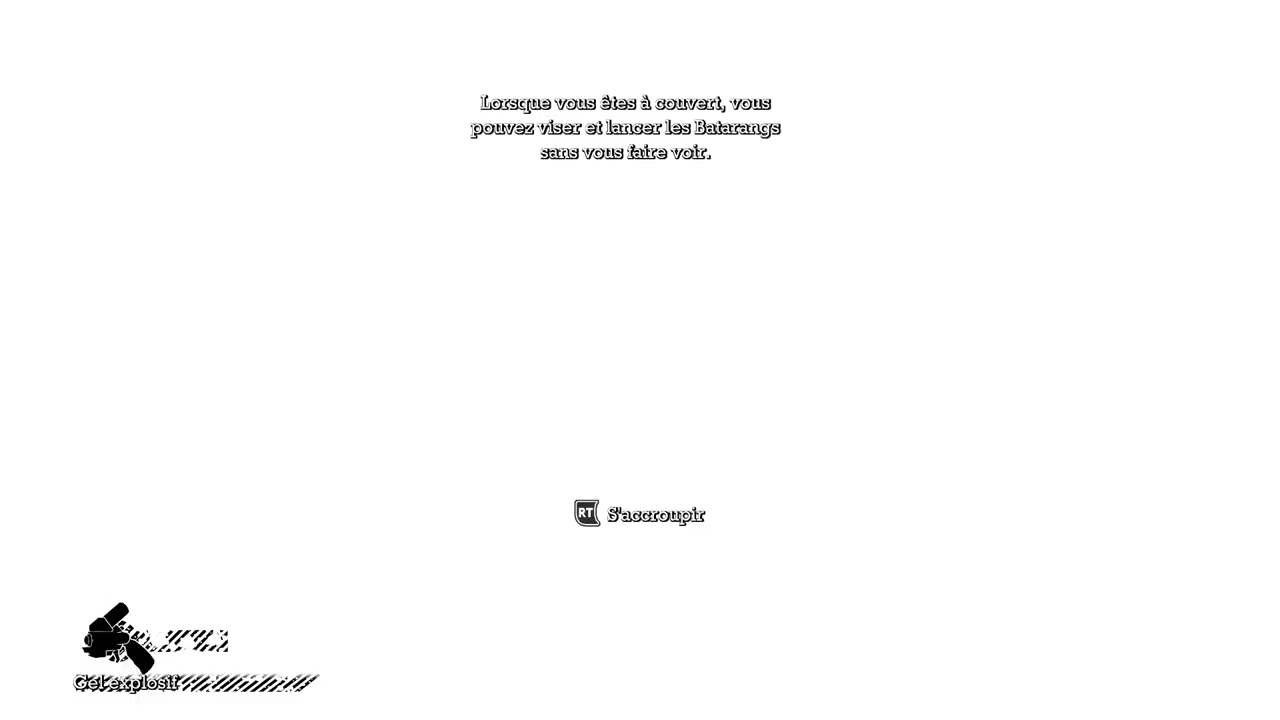 Lorsque vous êtes à couvert, vous
pouvez viser et lancer les Batarangs
sans vous faire voir.
RT S'accroupir
Gel explosif